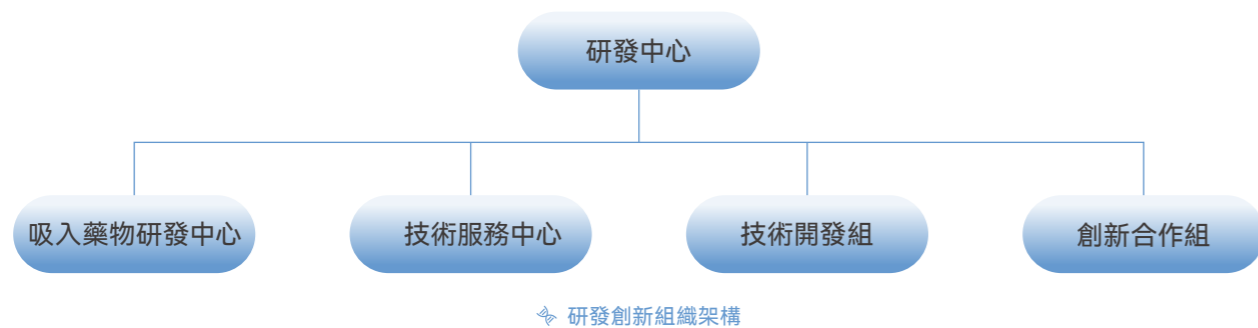 研發中心
吸入藥物研發中心
技術服務中心
技術開發組
創新合作組
研發創新組織架構